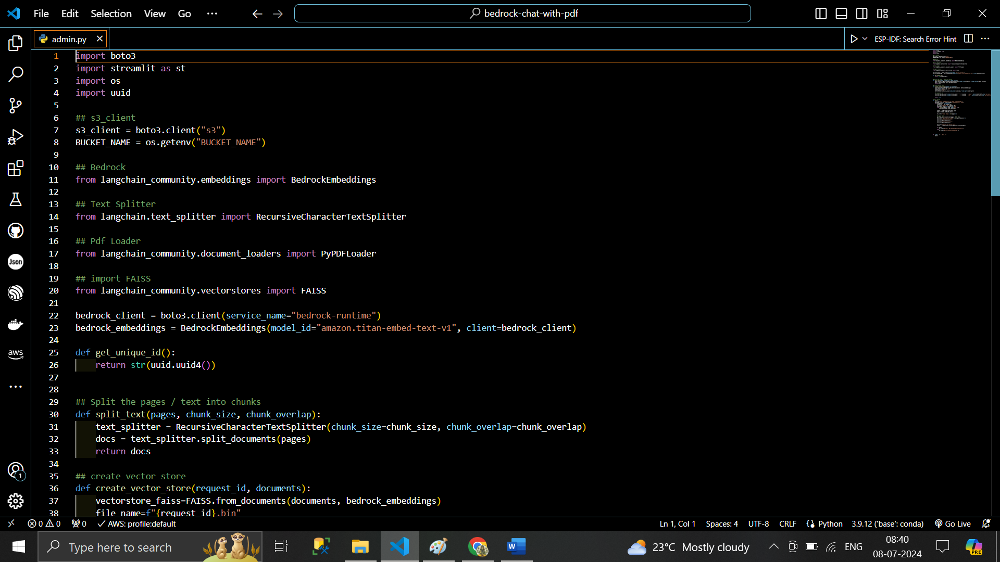 File Edit Selection View Go ··· bedrock-chat-with-pdf
admin.py ESP-IDF: Search Error Hint
1 import boto3
2 import streamlit as st
3 import os
4 import uuid
5
6 ## s3_client
7 s3_client = boto3.client("s3")
8 BUCKET_NAME = os.getenv("BUCKET_NAME")
9
10 ## Bedrock
11 from langchain_community.embeddings import BedrockEmbeddings
12
13 ## Text Splitter
14 from langchain.text_splitter import RecursiveCharacterTextSplitter
15
16 ## Pdf Loader
17 from langchain_community.document_loaders import PyPDFLoader
18
19 ## import FAISS
20 from langchain_community.vectorstores import FAISS
21
22 bedrock_client = boto3.client(service_name="bedrock-runtime")
23 bedrock_embeddings = BedrockEmbeddings(model_id="amazon.titan-embed-text-v1", client=bedrock_client)
24
25 def get_unique_id():
26     return str(uuid.uuid4())
27
28
29 ## Split the pages / text into chunks
30 def split_text(pages, chunk_size, chunk_overlap):
31     text_splitter = RecursiveCharacterTextSplitter(chunk_size=chunk_size, chunk_overlap=chunk_overlap)
32     docs = text_splitter.split_documents(pages)
33     return docs
34
35 ## create vector store
36 def create_vector_store(request_id, documents):
37     vectorstore_faiss=FAISS.from_documents(documents, bedrock_embeddings)
38     file_name=f"{request_id}.bin"
Json
aws
1
0 0 0 AWS: profile:default Ln 1, Col 1 Spaces: 4 UTF-8 CRLF Python 3.9.12 ('base': conda) Go Live
Type here to search 23°C Mostly cloudy ENG 08:40
08-07-2024
PRE